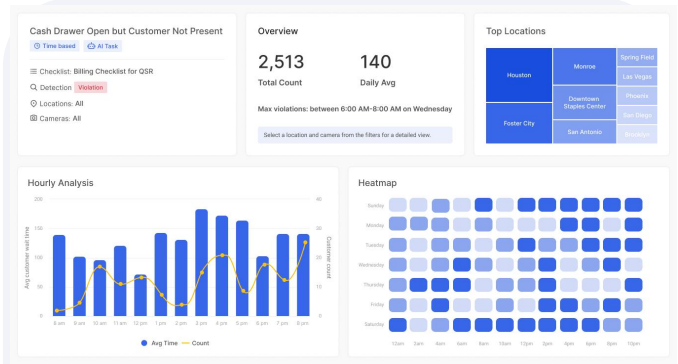 Cash Drawer Open but Customer Not Present
Time based
AI Task
Checklist: Billing Checklist for QSR
Detection Violation
Locations: All
Cameras: All
Overview
2,513
140
Total Count
Daily Avg
Max violations: between 6:00 AM-8:00 AM on Wednesday
Select a location and camera from the filters for a detailed view.
Top Locations
Houston
Foster City
Monroe
Downtown
Staples Center
San Antonio
Spring Field
Las Vegas
Phoenix
San Diego
Hourly Analysis
Avg customer wait time
200
150
100
50
0
40
30
20
10
0
Customer count
8 am 9 am 10 am 11 am 12 pm 1 pm 2 pm 3 pm 4 pm 5 pm 6 pm 7 pm 8 pm
Avg Time
Count
Heatmap
Sunday
Monday
Tuesday
Wednesday
Thursday
Friday
Saturday
2am 4am 6am 8am 10am 12pm 2pm 4pm 6pm 8pm 10pm